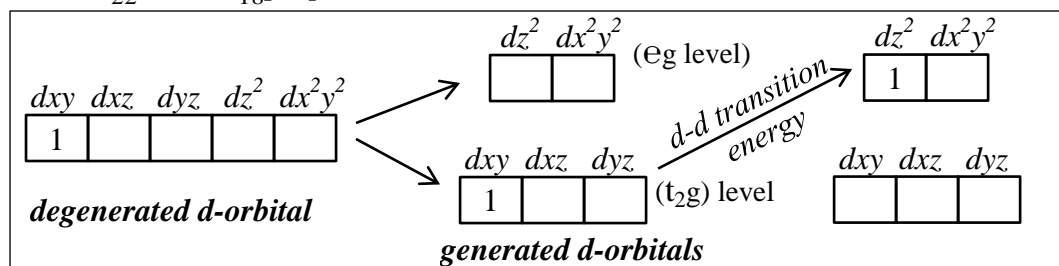 dz² dx²y² (eg level)
dz² dx²y²
1
d-d transition energy
dxy dxz dyz dz² dx²y²
1
dxy dxz dyz
1
(t₂g) level
dxy dxz dyz
degenerated d-orbital
generated d-orbitals